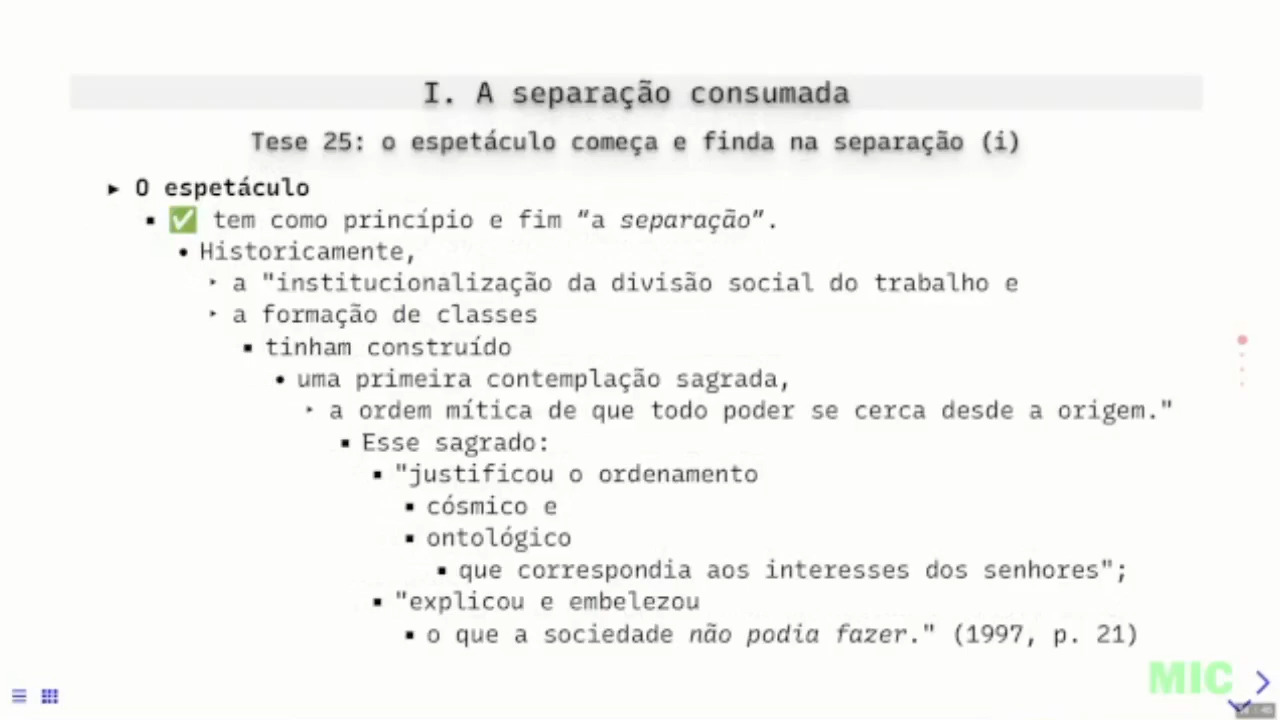 I. A separação consumada
Tese 25: o espetáculo começa e finda na separação (i)
▸ O espetáculo
▪ ✅ tem como princípio e fim “a separação”.
• Historicamente,
‣ a "institucionalização da divisão social do trabalho e
‣ a formação de classes
▪ tinham construído
• uma primeira contemplação sagrada,
‣ a ordem mítica de que todo poder se cerca desde a origem."
▪ Esse sagrado:
▪ "justificou o ordenamento
▪ cósmico e
▪ ontológico
▪ que correspondia aos interesses dos senhores";
▪ "explicou e embelezou
▪ o que a sociedade não podia fazer." (1997, p. 21)
MIC